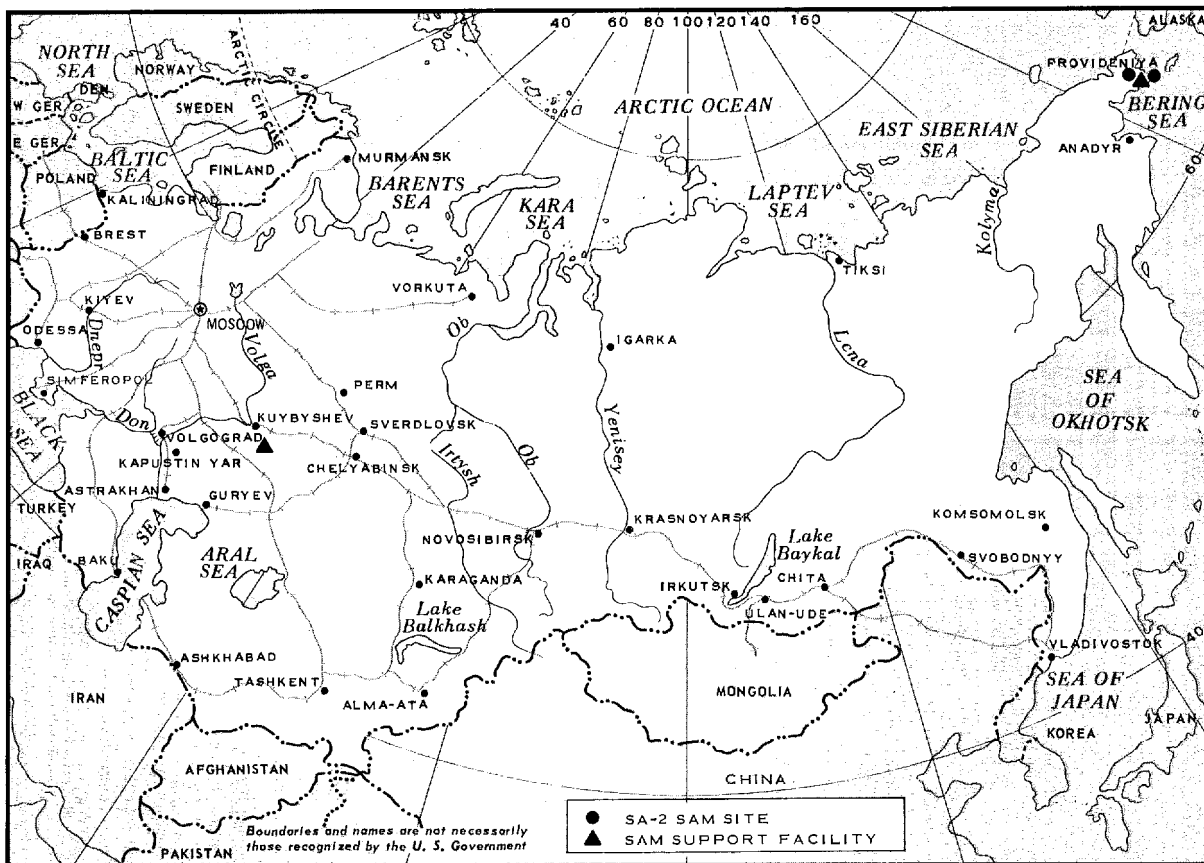 40 60 80 100 120 140 160
ALASKA
NORTH
SEA
DEN
NORWAY
ARCTIC CIRCLE
PROVIDENIYA
W GER
SWEDEN
ARCTIC OCEAN
BERING
SEA
E GER
FINLAND
EAST SIBERIAN
SEA
ANADYR
60
BALTIC
SEA
MURMANSK
POLAND
BARENTS
SEA
KARA
SEA
LAPTEV
SEA
Kolyma
KALININGRAD
BREST
TIKSI
VORKUTA
KIYEV
MOSCOW
Ob
ODESSA
Dnepr
Volga
IGARKA
Lena
SIMFEROPOL
PERM
SEA
OF
OKHOTSK
BLACK
SEA
Don
KUYBYSHEV
SVERDLOVSK
Yenisey
VOLGOGRAD
Irtysh
Ob
KAPUSTIN YAR
CHELYABINSK
ASTRAKHAN
GURYEV
TURKEY
KRASNOYARSK
KOMSOMOLSK
NOVOSIBIRSK
Lake
Baykal
SVOBODNYY
IRAQ
BAKU
CASPIAN SEA
ARAL
SEA
KARAGANDA
IRKUTSK
CHITA
ULAN-UDE
Lake
Balkhash
40
VLADIVOSTOK
ASHKHABAD
TASHKENT
SEA OF
JAPAN
IRAN
ALMA-ATA
MONGOLIA
JAPAN
KOREA
AFGHANISTAN
CHINA
Boundaries and names are not necessarily
those recognized by the U. S. Government
SA-2 SAM SITE
SAM SUPPORT FACILITY
PAKISTAN